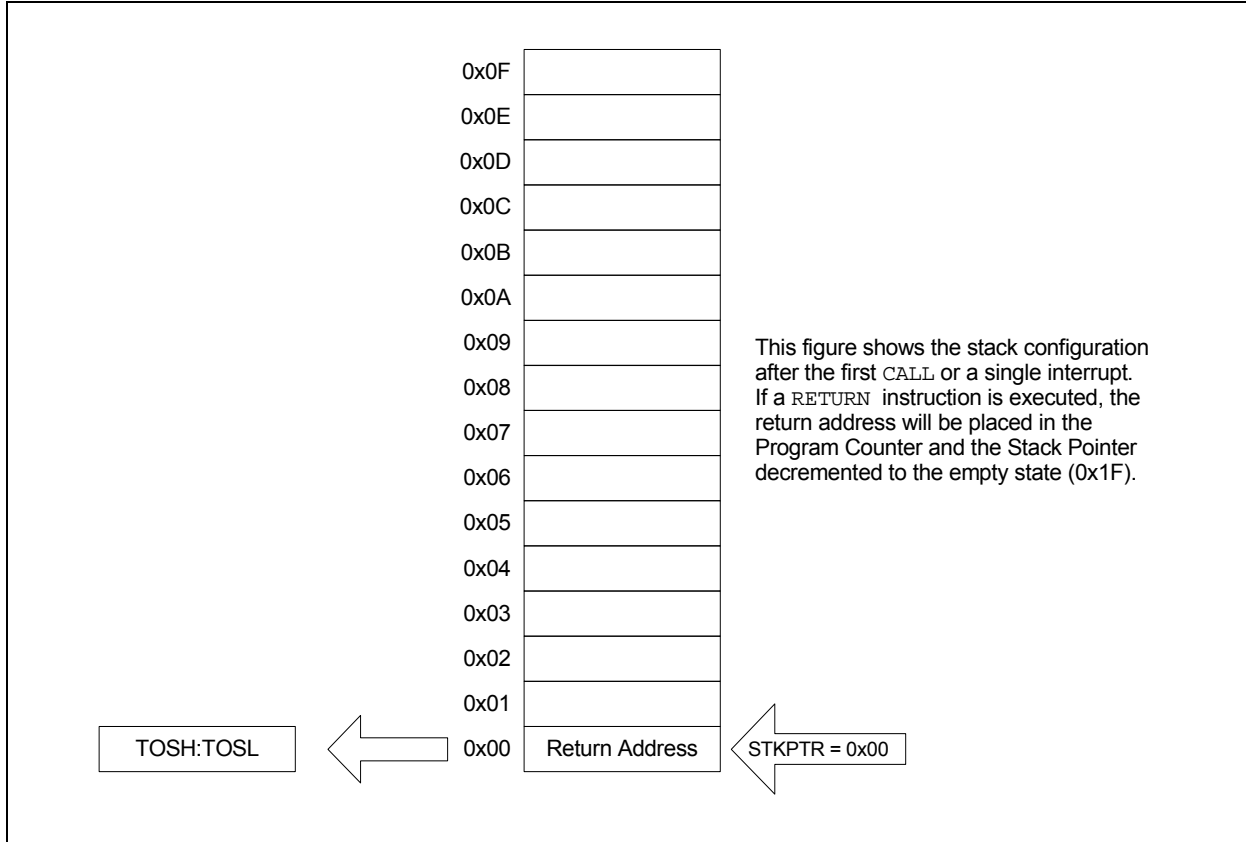 0x0F
0x0E
0x0D
0x0C
0x0B
0x0A
0x09
0x08
0x07
0x06
0x05
0x04
0x03
0x02
0x01
This figure shows the stack configuration
after the first CALL or a single interrupt.
If a RETURN instruction is executed, the
return address will be placed in the
Program Counter and the Stack Pointer
decremented to the empty state (0x1F).
TOSH:TOSL
0x00
Return Address
STKPTR = 0x00